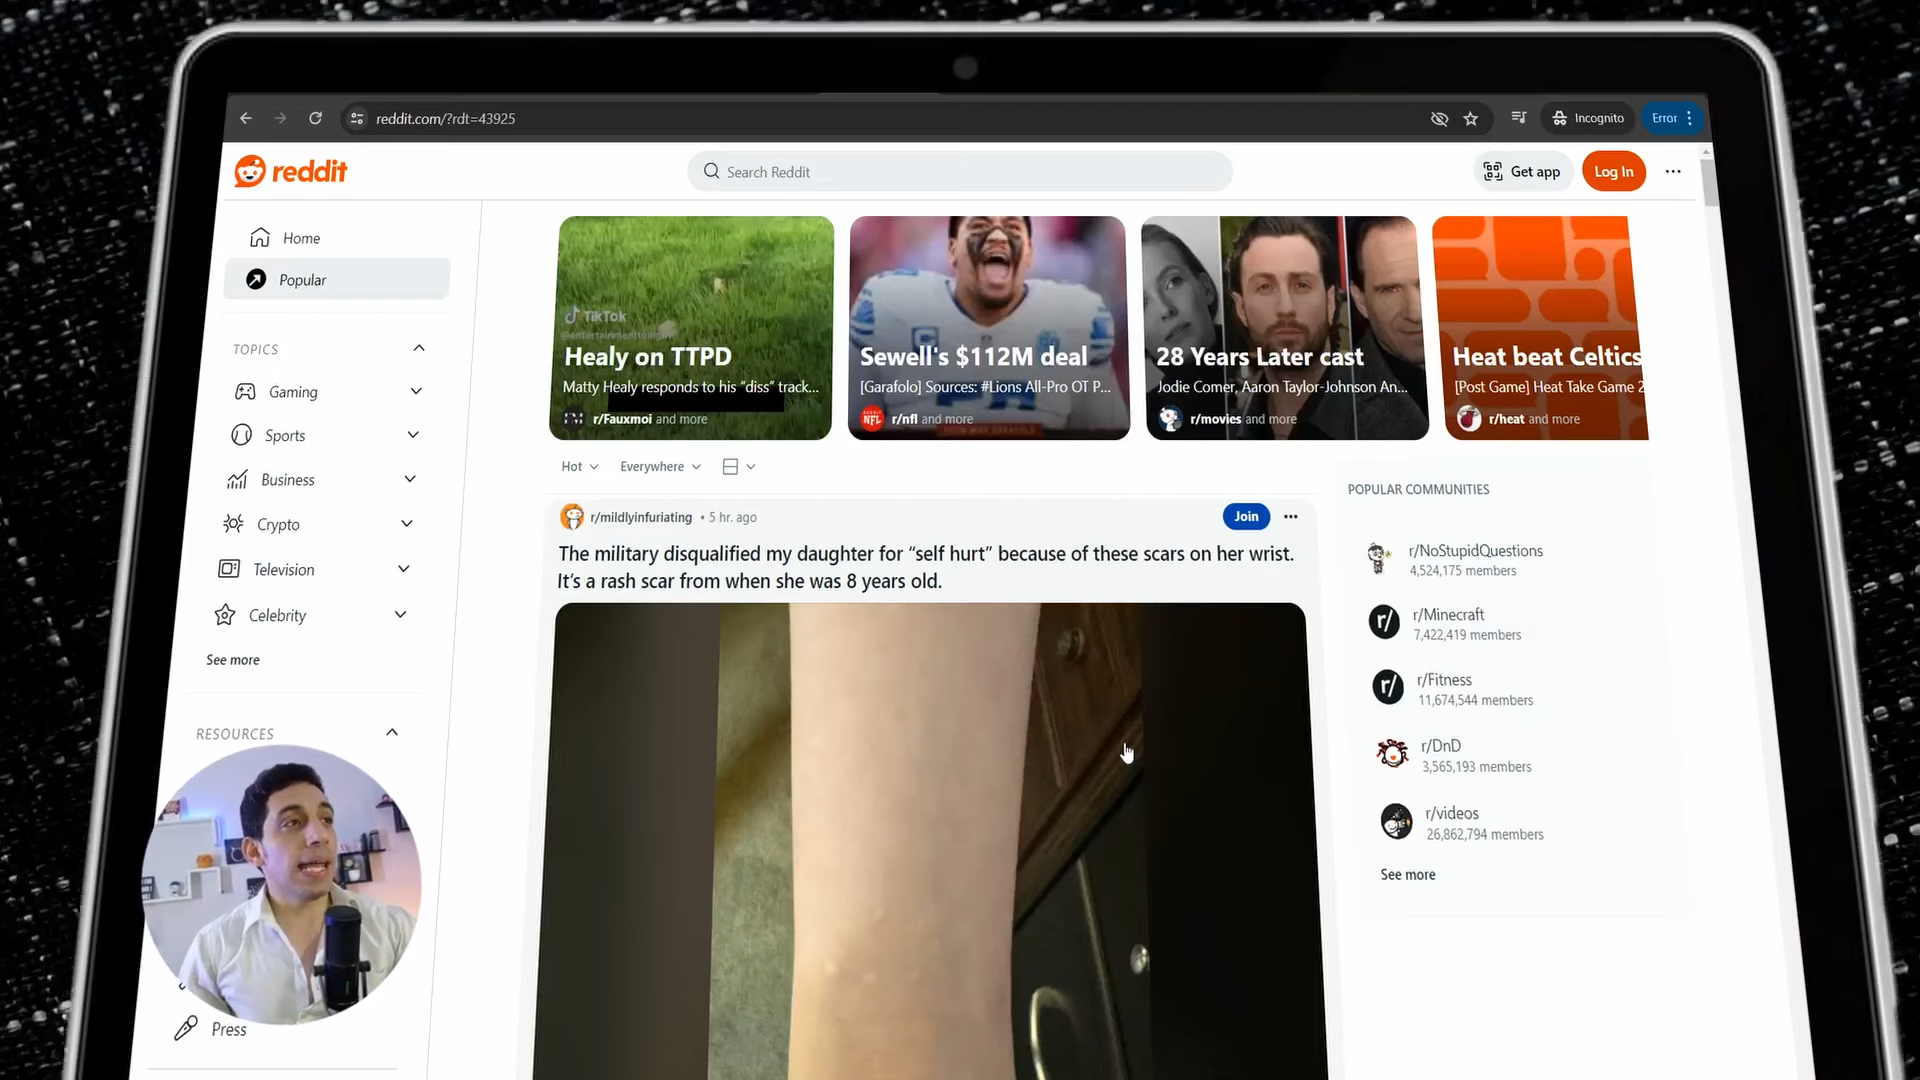 reddit.com/?rdt=43925
Incognito
Error
reddit
Search Reddit
Get app
Log In
Home
Popular
TOPICS
Gaming
Sports
Business
Crypto
Television
Celebrity
See more
RESOURCES
Press
TikTok
Healy on TTPD
Matty Healy responds to his "diss" track...
r/Fauxmoi and more
Sewell's $112M deal
[Garafolo] Sources: #Lions All-Pro OT P...
NFL
r/nfl and more
28 Years Later cast
Jodie Comer, Aaron Taylor-Johnson An...
r/movies and more
Heat beat Celtics
[Post Game] Heat Take Game 2
r/heat and more
Hot
Everywhere
r/mildlyinfuriating • 5 hr. ago
Join
The military disqualified my daughter for “self hurt” because of these scars on her wrist.
It’s a rash scar from when she was 8 years old.
POPULAR COMMUNITIES
r/NoStupidQuestions
4,524,175 members
r/
r/Minecraft
7,422,419 members
r/
r/Fitness
11,674,544 members
r/DnD
3,565,193 members
r/videos
26,862,794 members
See more